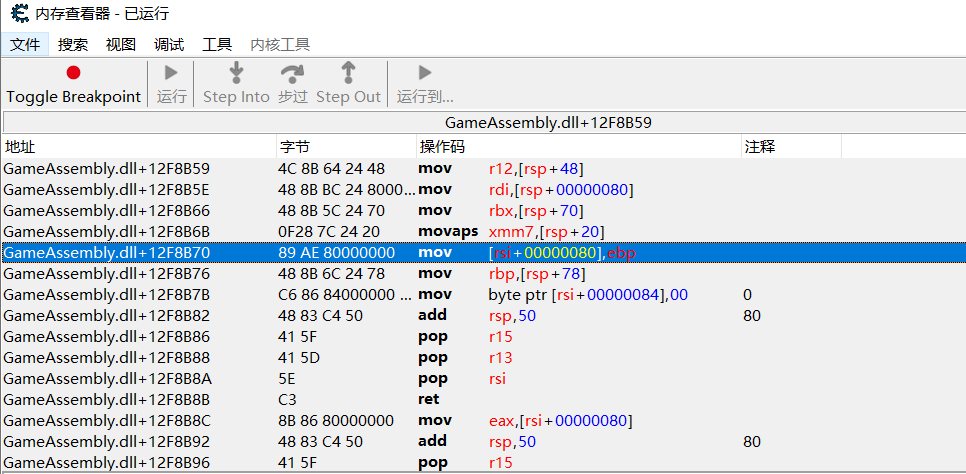 内存查看器 - 已运行
文件 搜索 视图 调试 工具 内核工具
Toggle Breakpoint 运行 Step Into 步过 Step Out 运行到...
GameAssembly.dll+12F8B59
地址 字节 操作码 注释
GameAssembly.dll+12F8B59 4C 8B 64 24 48 mov r12,[rsp+48]
GameAssembly.dll+12F8B5E 48 8B BC 24 8000... mov rdi,[rsp+00000080]
GameAssembly.dll+12F8B66 48 8B 5C 24 70 mov rbx,[rsp+70]
GameAssembly.dll+12F8B6B 0F28 7C 24 20 movaps xmm7,[rsp+20]
GameAssembly.dll+12F8B70 89 AE 80000000 mov [rsi+00000080],ebp
GameAssembly.dll+12F8B76 48 8B 6C 24 78 mov rbp,[rsp+78]
GameAssembly.dll+12F8B7B C6 86 84000000 ... mov byte ptr [rsi+00000084],00 0
GameAssembly.dll+12F8B82 48 83 C4 50 add rsp,50 80
GameAssembly.dll+12F8B86 41 5F pop r15
GameAssembly.dll+12F8B88 41 5D pop r13
GameAssembly.dll+12F8B8A 5E pop rsi
GameAssembly.dll+12F8B8B C3 ret
GameAssembly.dll+12F8B8C 8B 86 80000000 mov eax,[rsi+00000080]
GameAssembly.dll+12F8B92 48 83 C4 50 add rsp,50 80
GameAssembly.dll+12F8B96 41 5F pop r15